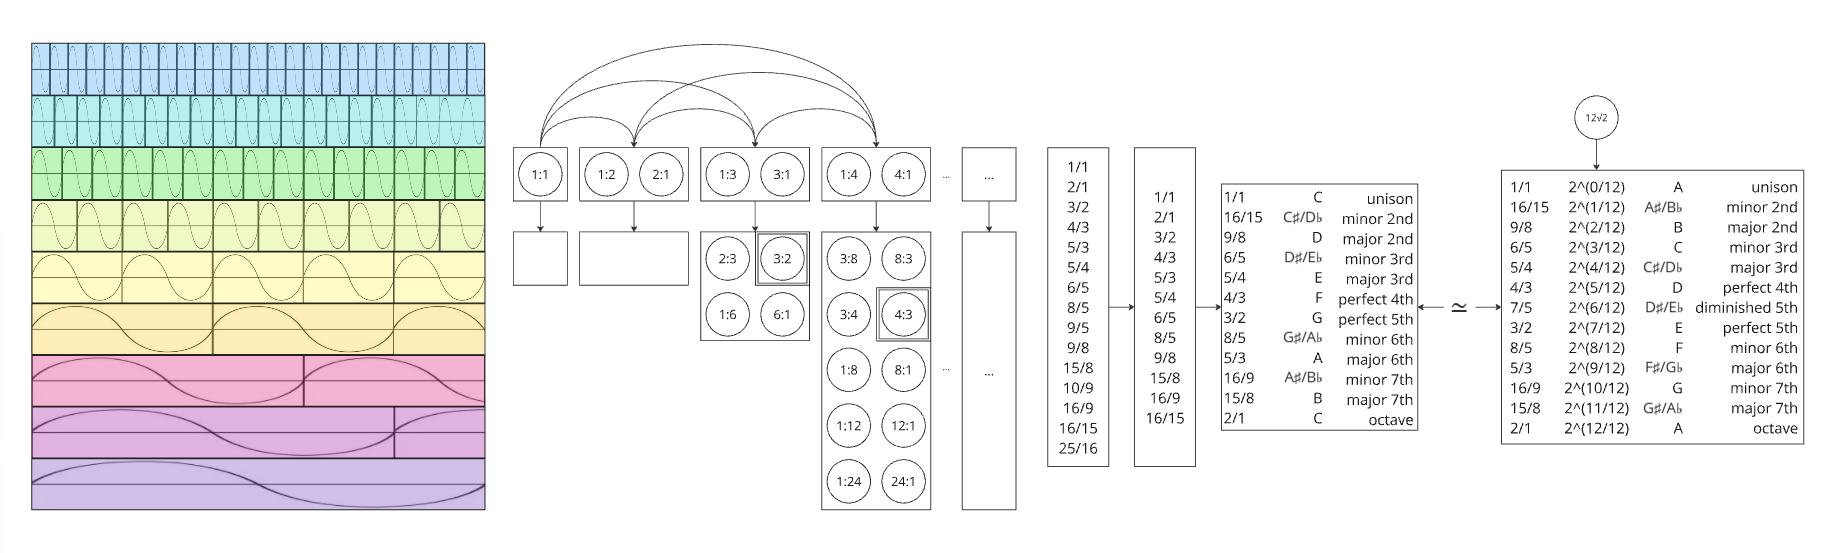 1:1
1:2 2:1
1:3 3:1
1:4 4:1
...
...
2:3 3:2
1:6 6:1
3:8 8:3
3:4 4:3
1:8 8:1
1:12 12:1
1:24 24:1
...
...
1/1
2/1
3/2
4/3
5/3
5/4
6/5
8/5
9/5
9/8
15/8
10/9
16/9
16/15
25/16
1/1
2/1
3/2
4/3
5/3
5/4
6/5
8/5
9/8
15/8
16/9
16/15
1/1 C unison
16/15 C♯/D♭ minor 2nd
9/8 D major 2nd
6/5 D♯/E♭ minor 3rd
5/4 E major 3rd
4/3 F perfect 4th
3/2 G perfect 5th
8/5 G♯/A♭ minor 6th
5/3 A major 6th
16/9 A♯/B♭ minor 7th
15/8 B major 7th
2/1 C octave
≃
12√2
1/1 2^(0/12) A unison
16/15 2^(1/12) A♯/B♭ minor 2nd
9/8 2^(2/12) B major 2nd
6/5 2^(3/12) C minor 3rd
5/4 2^(4/12) C♯/D♭ major 3rd
4/3 2^(5/12) D perfect 4th
7/5 2^(6/12) D♯/E♭ diminished 5th
3/2 2^(7/12) E perfect 5th
8/5 2^(8/12) F minor 6th
5/3 2^(9/12) F♯/G♭ major 6th
16/9 2^(10/12) G minor 7th
15/8 2^(11/12) G♯/A♭ major 7th
2/1 2^(12/12) A octave